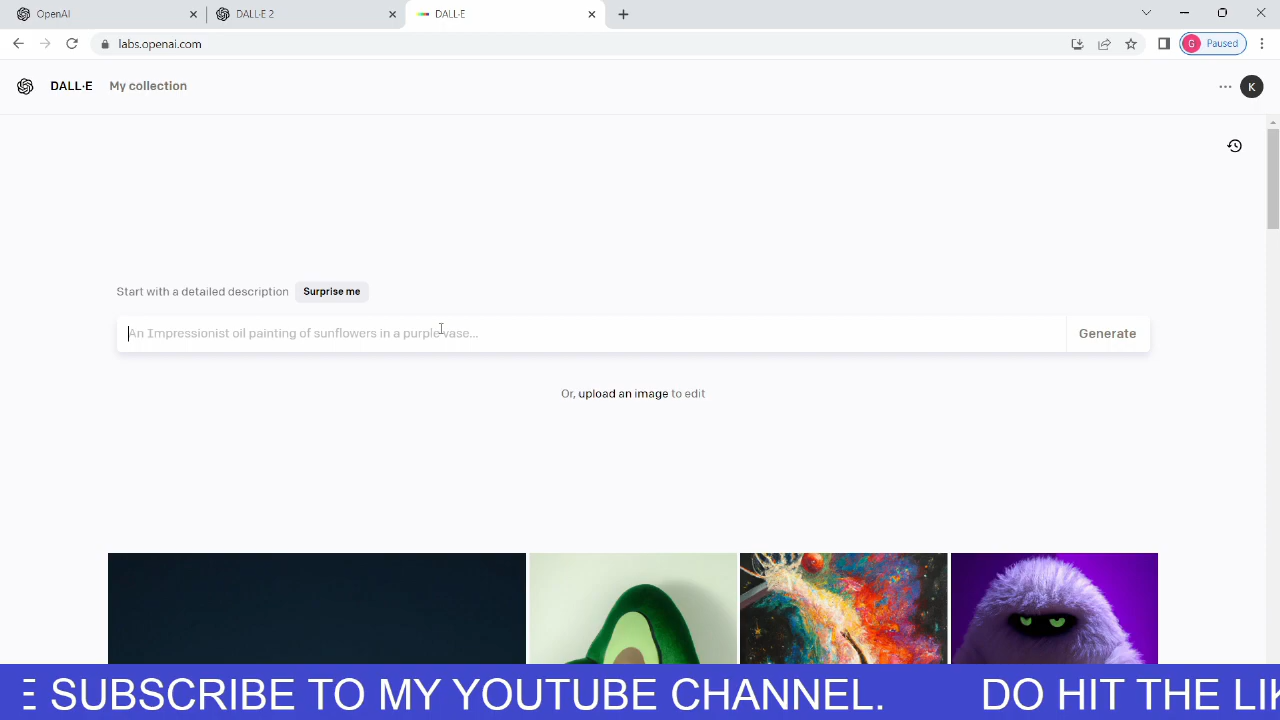 OpenAI
DALL·E 2
DALL·E
labs.openai.com
G Paused
DALL·E My collection
K
Start with a detailed description Surprise me
An Impressionist oil painting of sunflowers in a purple vase...
Generate
Or, upload an image to edit
SUBSCRIBE TO MY YOUTUBE CHANNEL. DO HIT THE